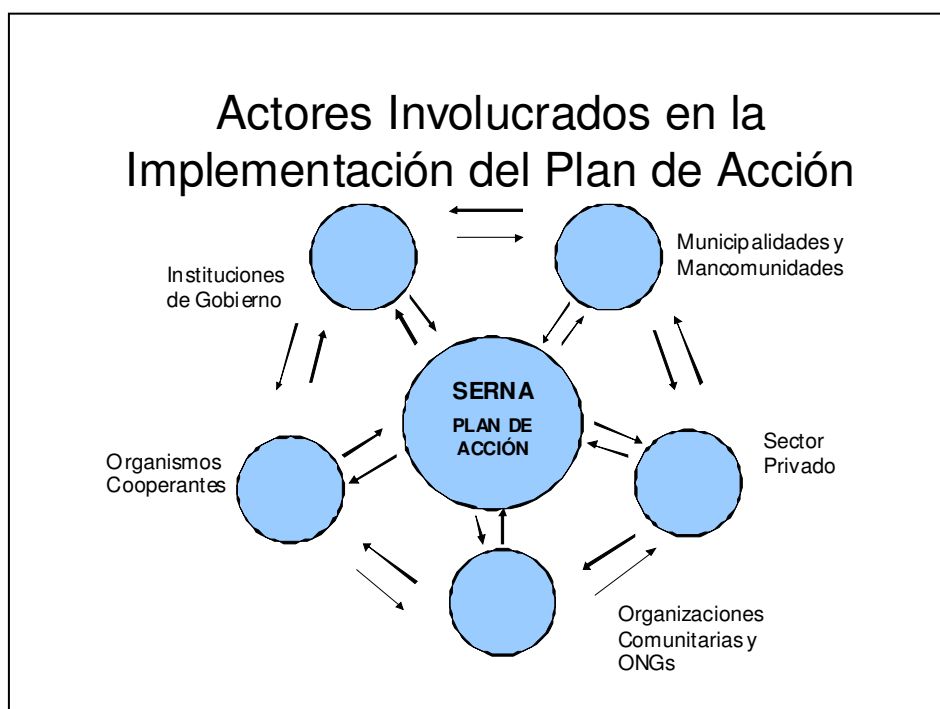 Actores Involucrados en la
Implementación del Plan de Acción
Municipalidades y
Mancomunidades
Instituciones
de Gobierno
SERNA
PLAN DE
ACCIÓN
Sector
Privado
Organismos
Cooperantes
Organizaciones
Comunitarias y
ONGs